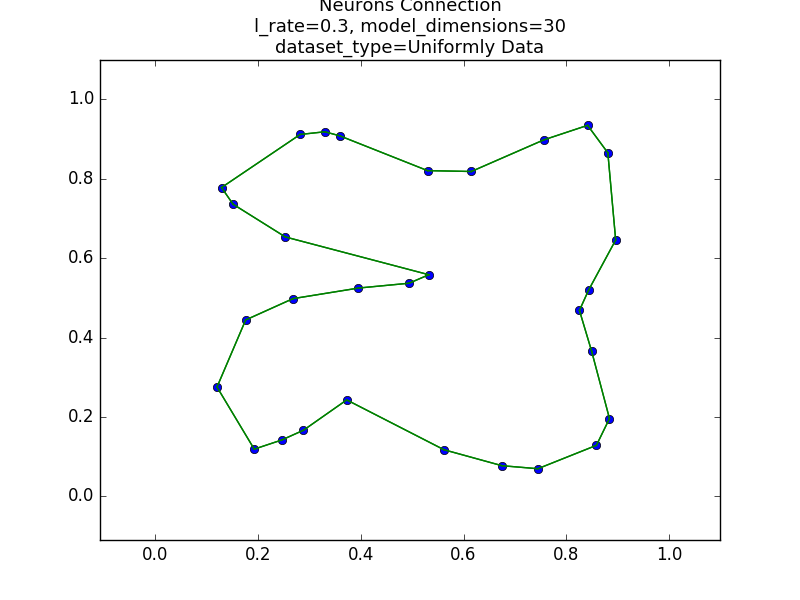 Neurons Connection
l_rate=0.3, model_dimensions=30
dataset_type=Uniformly Data
1.0
0.8
0.6
0.4
0.2
0.0
0.0 0.2 0.4 0.6 0.8 1.0